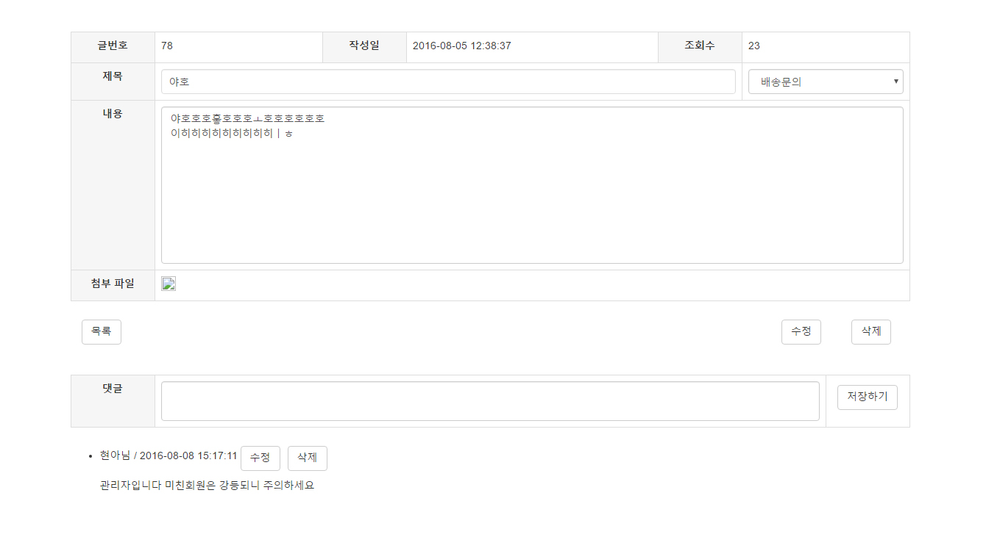 글번호 78 작성일 2016-08-05 12:38:37 조회수 23
제목 야호 배송문의
내용
야호호호홓호호호ㅗ호호호호호호
이히히히히히히히히히ㅣㅎ
첨부 파일
목록 수정 삭제
댓글 저장하기
현아님 / 2016-08-08 15:17:11 수정 삭제
관리자입니다 미친회원은 강등되니 주의하세요